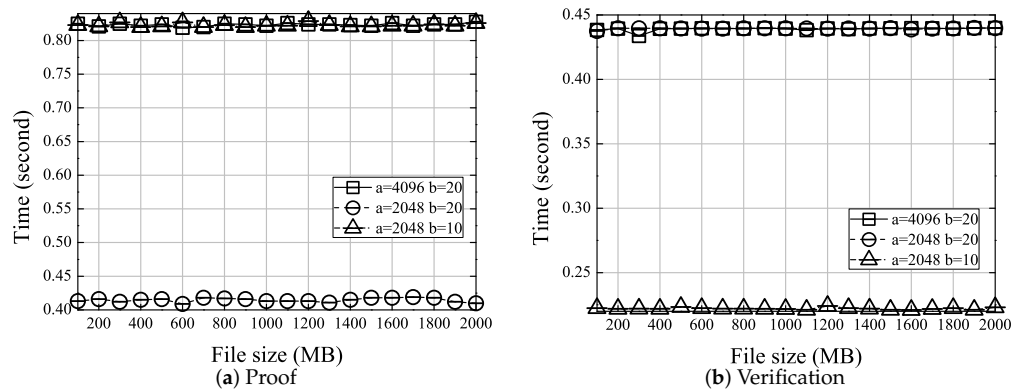 0.80
0.75
0.70
0.65
0.60
0.55
0.50
0.45
0.40
Time (second)
a=4096 b=20
a=2048 b=20
a=2048 b=10
200 400 600 800 1000 1200 1400 1600 1800 2000
File size (MB)
(a) Proof
0.45
0.40
0.35
0.30
0.25
Time (second)
a=4096 b=20
a=2048 b=20
a=2048 b=10
200 400 600 800 1000 1200 1400 1600 1800 2000
File size (MB)
(b) Verification